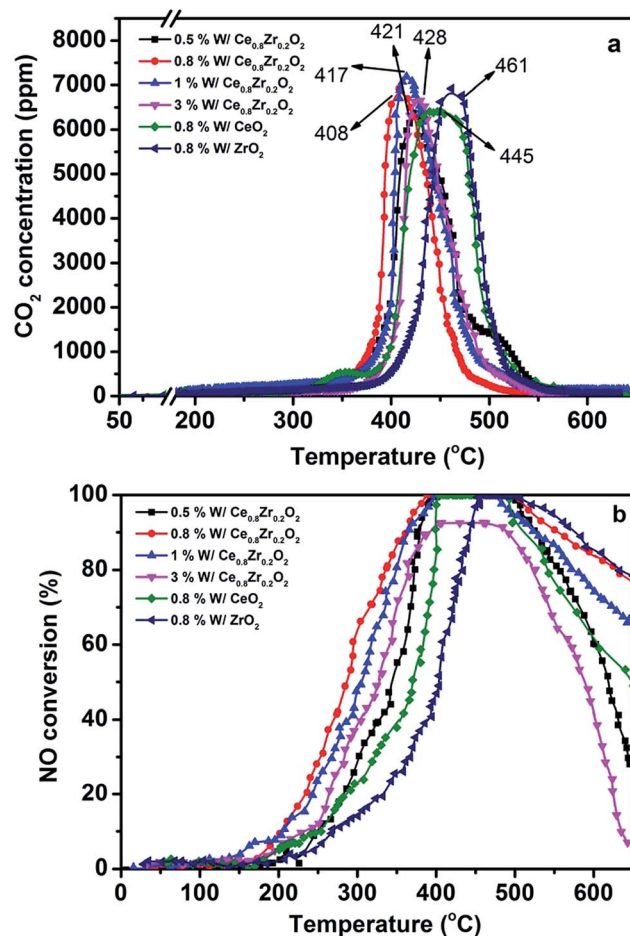 a
8000
7000
6000
5000
4000
3000
2000
1000
0
CO₂ concentration (ppm)
0.5 % W/ Ce₀.₈Zr₀.₂O₂
0.8 % W/ Ce₀.₈Zr₀.₂O₂
1 % W/ Ce₀.₈Zr₀.₂O₂
3 % W/ Ce₀.₈Zr₀.₂O₂
0.8 % W/ CeO₂
0.8 % W/ ZrO₂
421
428
417
461
408
445
50 200 300 400 500 600
Temperature (°C)
b
100
80
60
40
20
0
NO conversion (%)
0.5 % W/ Ce₀.₈Zr₀.₂O₂
0.8 % W/ Ce₀.₈Zr₀.₂O₂
1 % W/ Ce₀.₈Zr₀.₂O₂
3 % W/ Ce₀.₈Zr₀.₂O₂
0.8 % W/ CeO₂
0.8 % W/ ZrO₂
0 100 200 300 400 500 600
Temperature (°C)